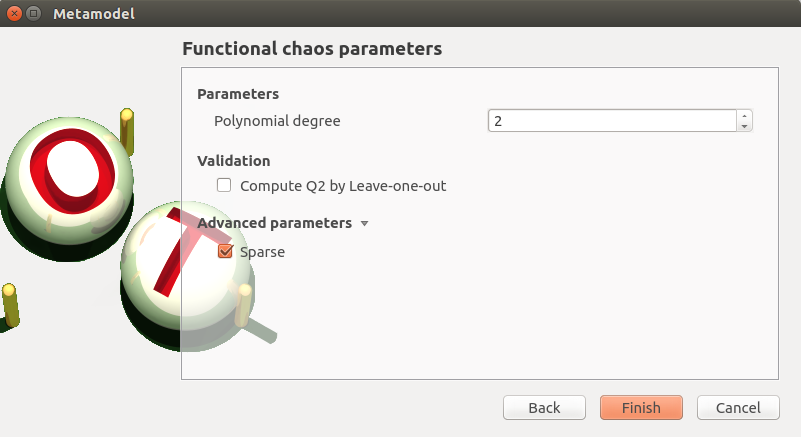 Metamodel
Functional chaos parameters
Parameters
Polynomial degree 2
Validation
Compute Q2 by Leave-one-out
Advanced parameters
Sparse
O
T
Back Finish Cancel